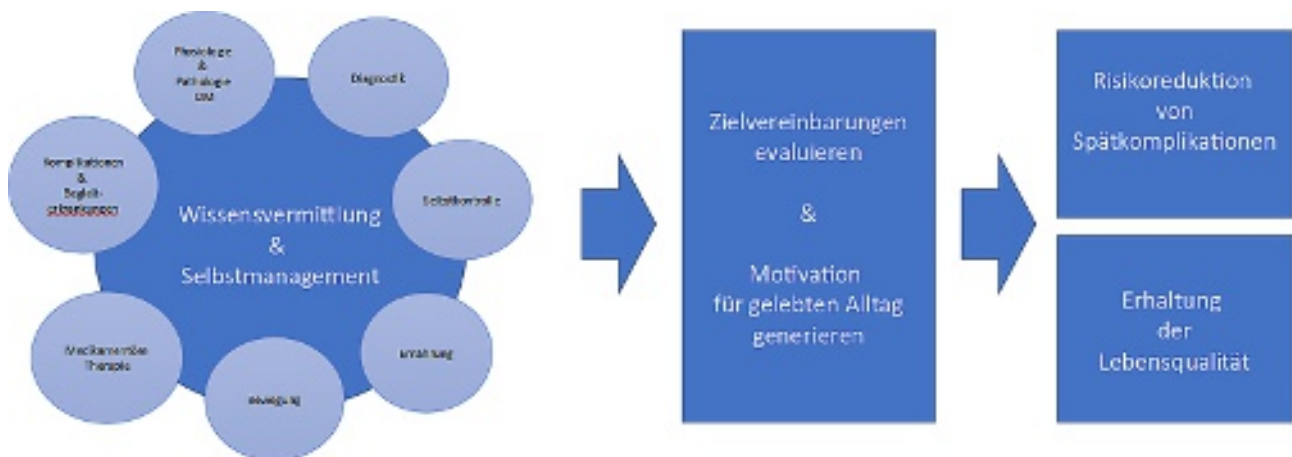 Physiologie
&
Pathologie
DM
Diagnostik
Komplikationen
&
Begleit-
erkrankungen
Selbstkontrolle
Wissensvermittlung
&
Selbstmanagement
Medikamentöse
Therapie
Bewegung
Ernährung
Zielvereinbarungen
evaluieren
&
Motivation
für gelebten Alltag
generieren
Risikoreduktion
von
Spätkomplikationen
Erhaltung
der
Lebensqualität